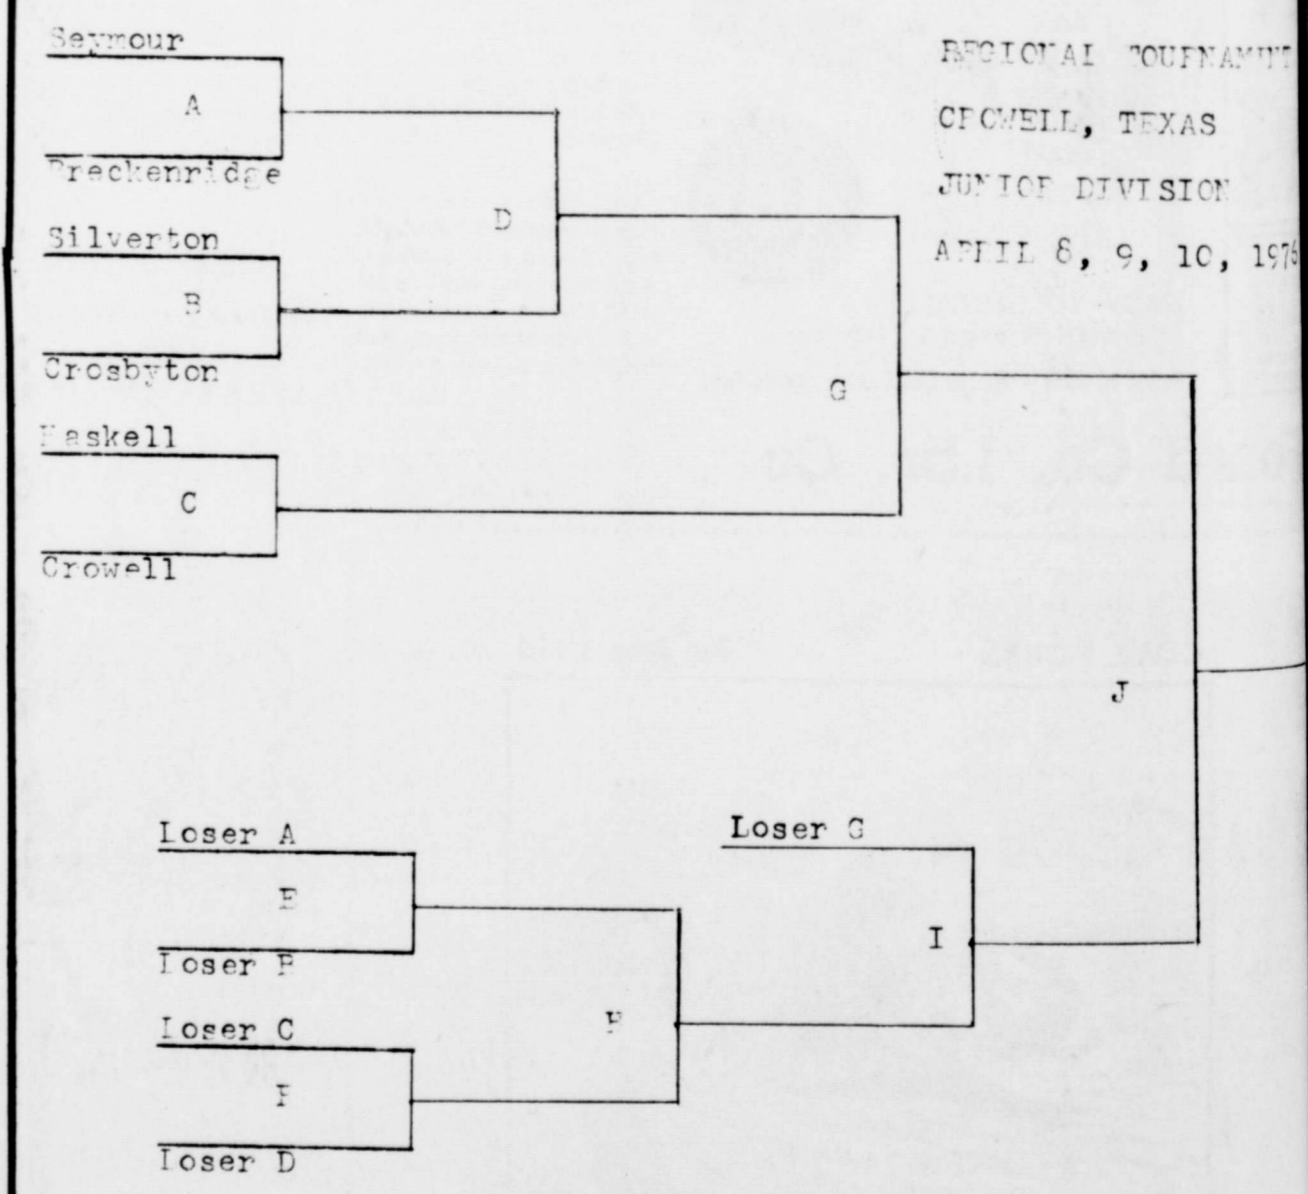 Seymour
A
Breckenridge
Silverton
B
Crosbyton
Haskell
C
Crowell
D
G
REGIONAL TOURNAMENT
CROWELL, TEXAS
JUNIOR DIVISION
APRIL 8, 9, 10, 1976
J
Loser A
E
Loser B
Loser C
F
Loser D
H
Loser G
I